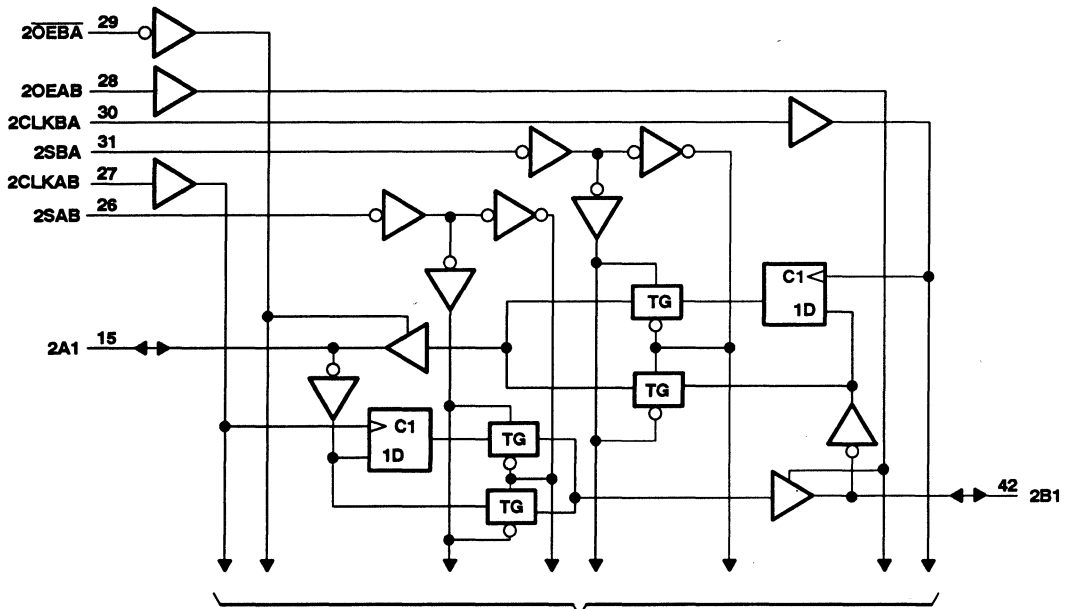 2O̅E̅B̅A̅ 29
2OEAB 28
2CLKBA 30
2SBA 31
2CLKAB 27
2SAB 26
TG
C1
1D
2A1 15
TG
C1
1D
TG
TG
42 2B1